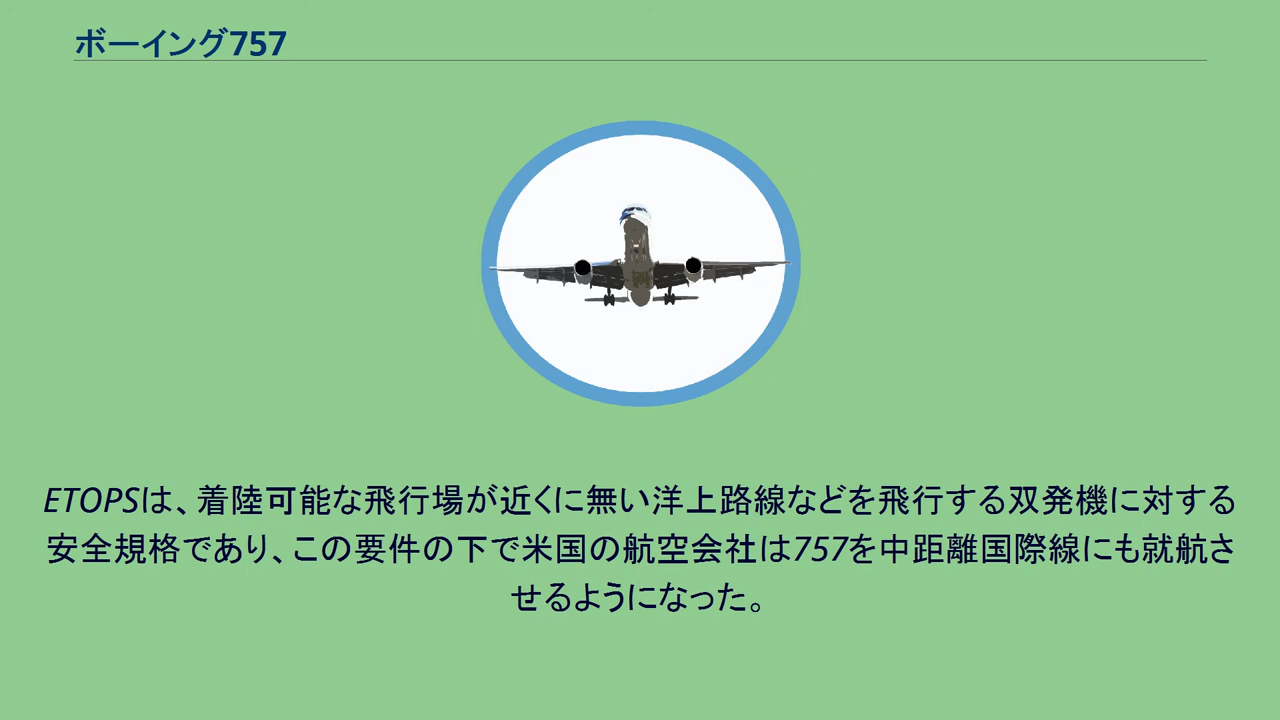 ボーイング757
ETOPSは、着陸可能な飛行場が近くに無い洋上路線などを飛行する双発機に対する
安全規格であり、この要件の下で米国の航空会社は757を中距離国際線にも就航さ
せるようになった。